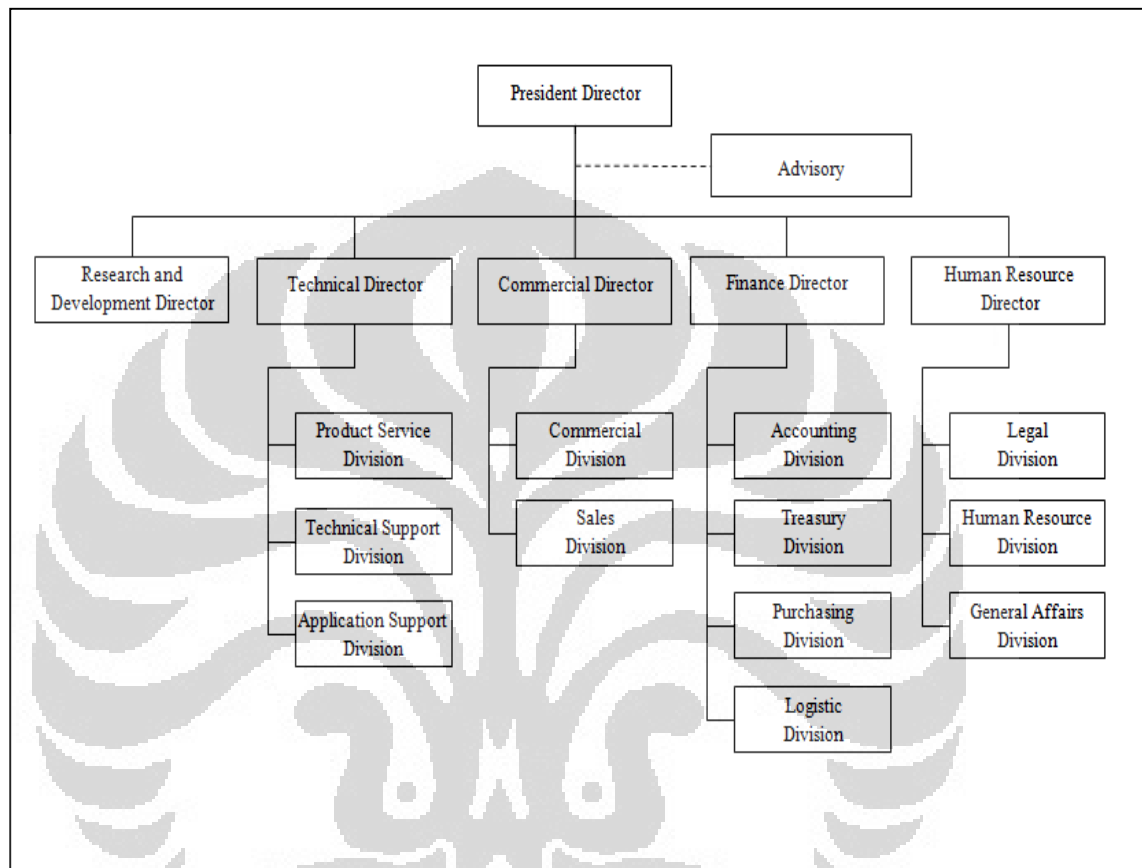 President Director
Advisory
Research and
Development Director
Technical Director
Commercial Director
Finance Director
Human Resource
Director
Product Service
Division
Technical Support
Division
Application Support
Division
Commercial
Division
Sales
Division
Accounting
Division
Treasury
Division
Purchasing
Division
Logistic
Division
Legal
Division
Human Resource
Division
General Affairs
Division